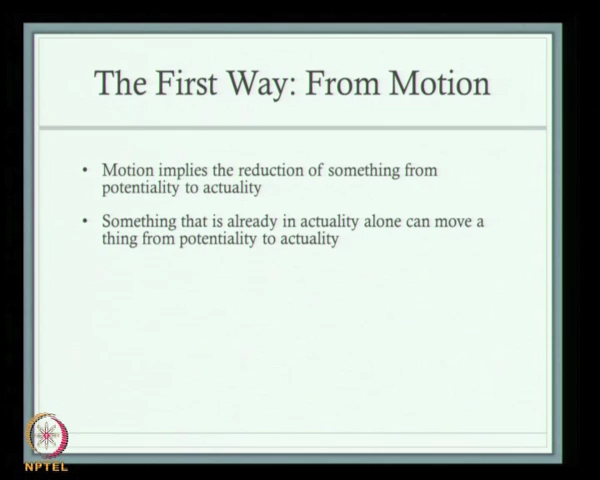 The First Way: From Motion
• Motion implies the reduction of something from
potentiality to actuality
• Something that is already in actuality alone can move a
thing from potentiality to actuality
NPTEL